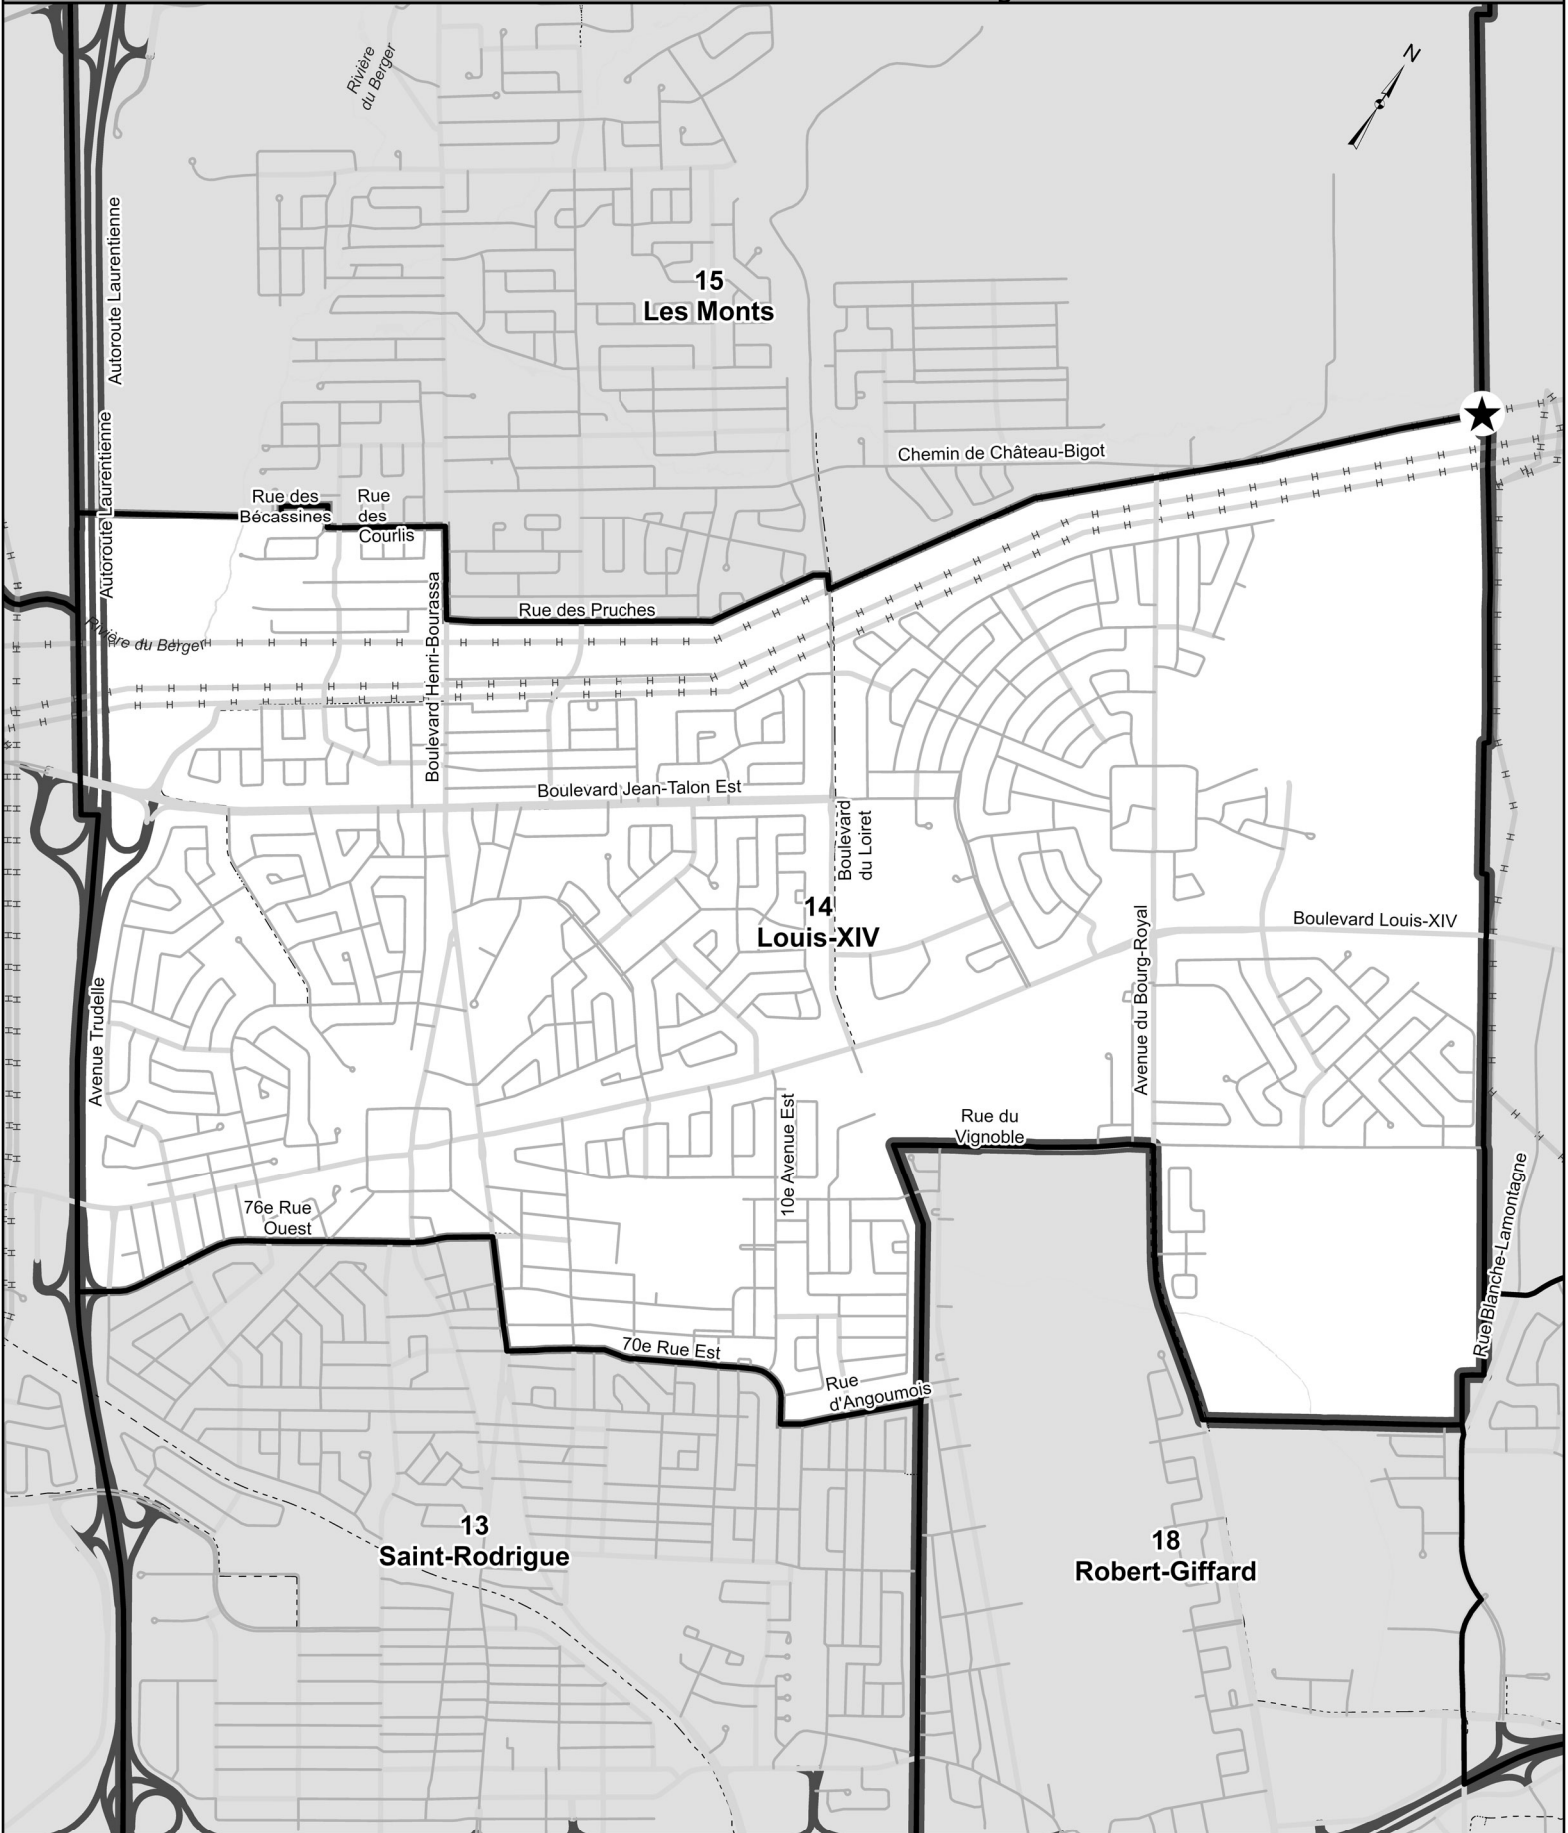 N
Rivière
du Berger
Autoroute Laurentienne
15
Les Monts
Autoroute Laurentienne
Chemin de Château-Bigot
Rue des
Bécassines
Rue
des
Courlis
Boulevard Henri-Bourassa
Rue des Pruches
Rivière du Berger
Boulevard Jean-Talon Est
Boulevard
du Loiret
14
Louis-XIV
Boulevard Louis-XIV
Avenue du Bourg-Royal
Avenue Trudelle
10e Avenue Est
Rue du
Vignoble
76e Rue
Ouest
Rue Blanche-Lamontagne
70e Rue Est
Rue
d'Angoumois
13
Saint-Rodrigue
18
Robert-Giffard